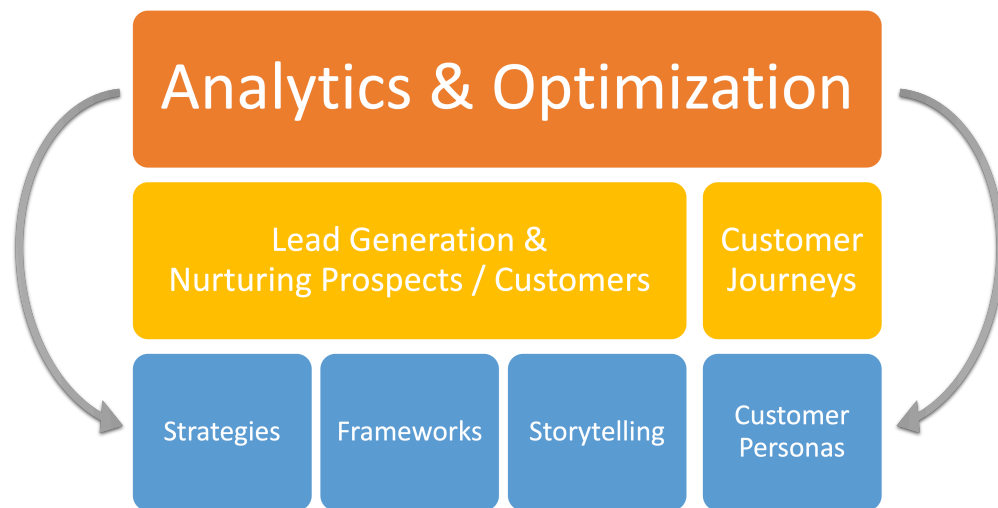 Analytics & Optimization
Lead Generation &
Nurturing Prospects / Customers
Customer
Journeys
Strategies
Frameworks
Storytelling
Customer
Personas